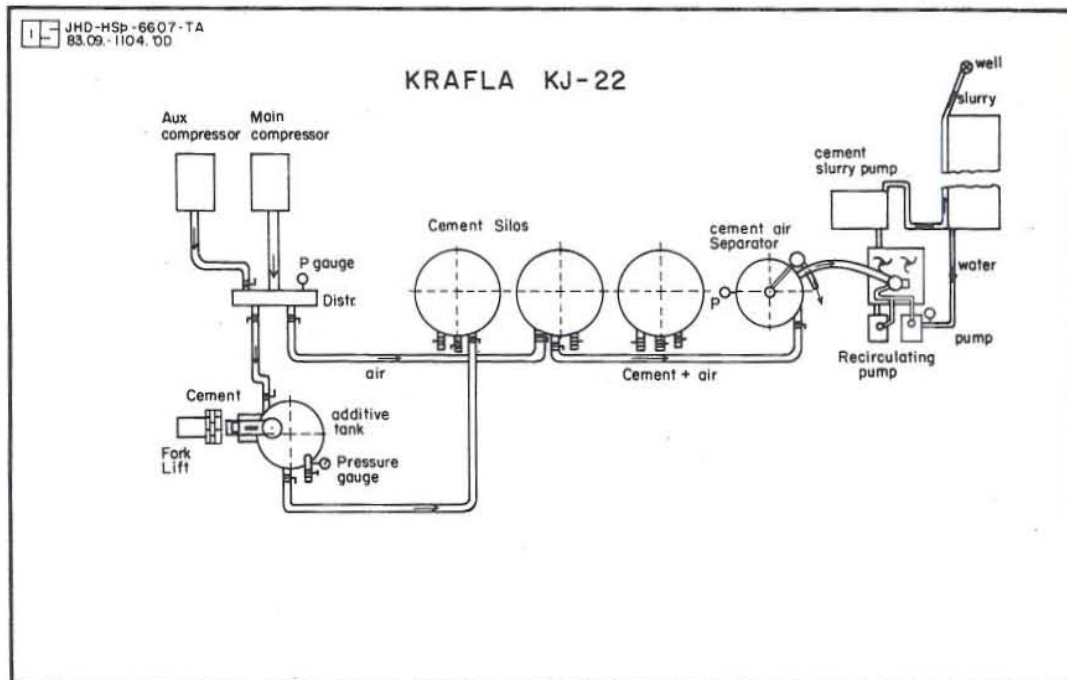 JHD-HSÞ-6607-TA
83.09.-1104. OD
KRAFLA KJ-22
well
slurry
Aux
compressor
Main
compressor
cement
slurry pump
Cement Silos
cement air
Separator
P gauge
water
Distr.
P
pump
air
Cement + air
Recirculating
pump
Cement
additive
tank
Fork
Lift
Pressure
gauge